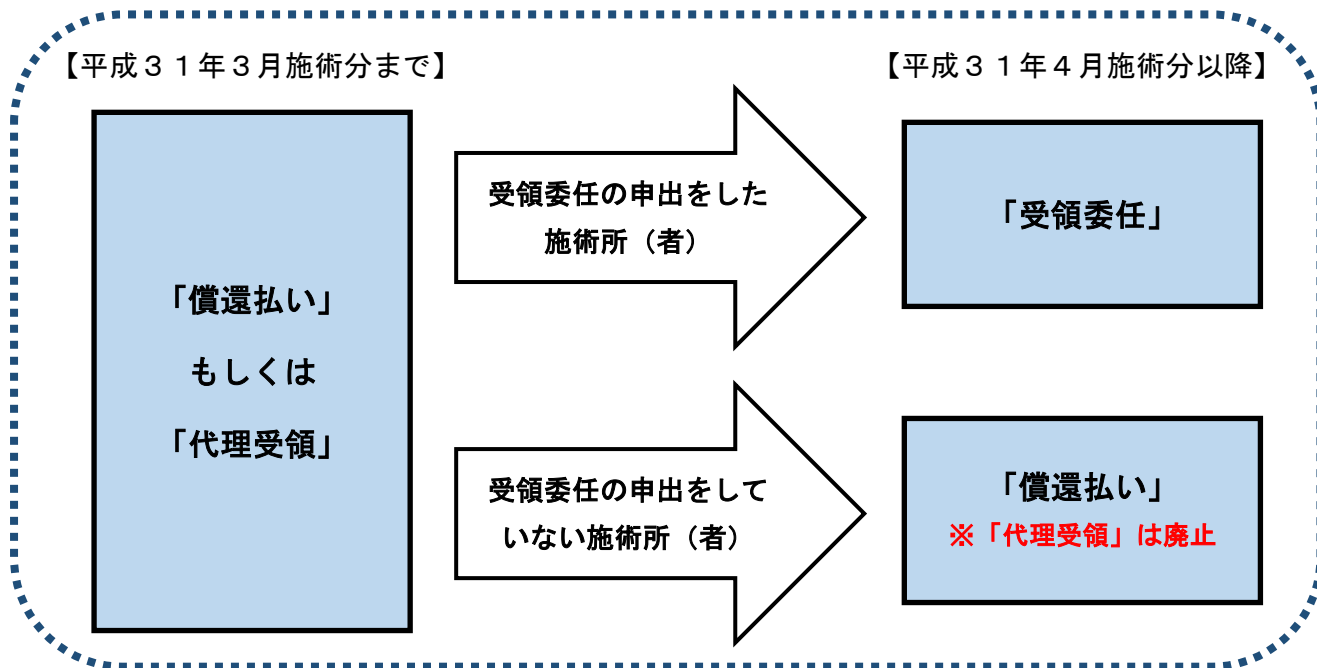 【平成３１年３月施術分まで】
「償還払い」
もしくは
「代理受領」
受領委任の申出をした
施術所（者）
受領委任の申出をして
いない施術所（者）
【平成３１年４月施術分以降】
「受領委任」
「償還払い」
※「代理受領」は廃止